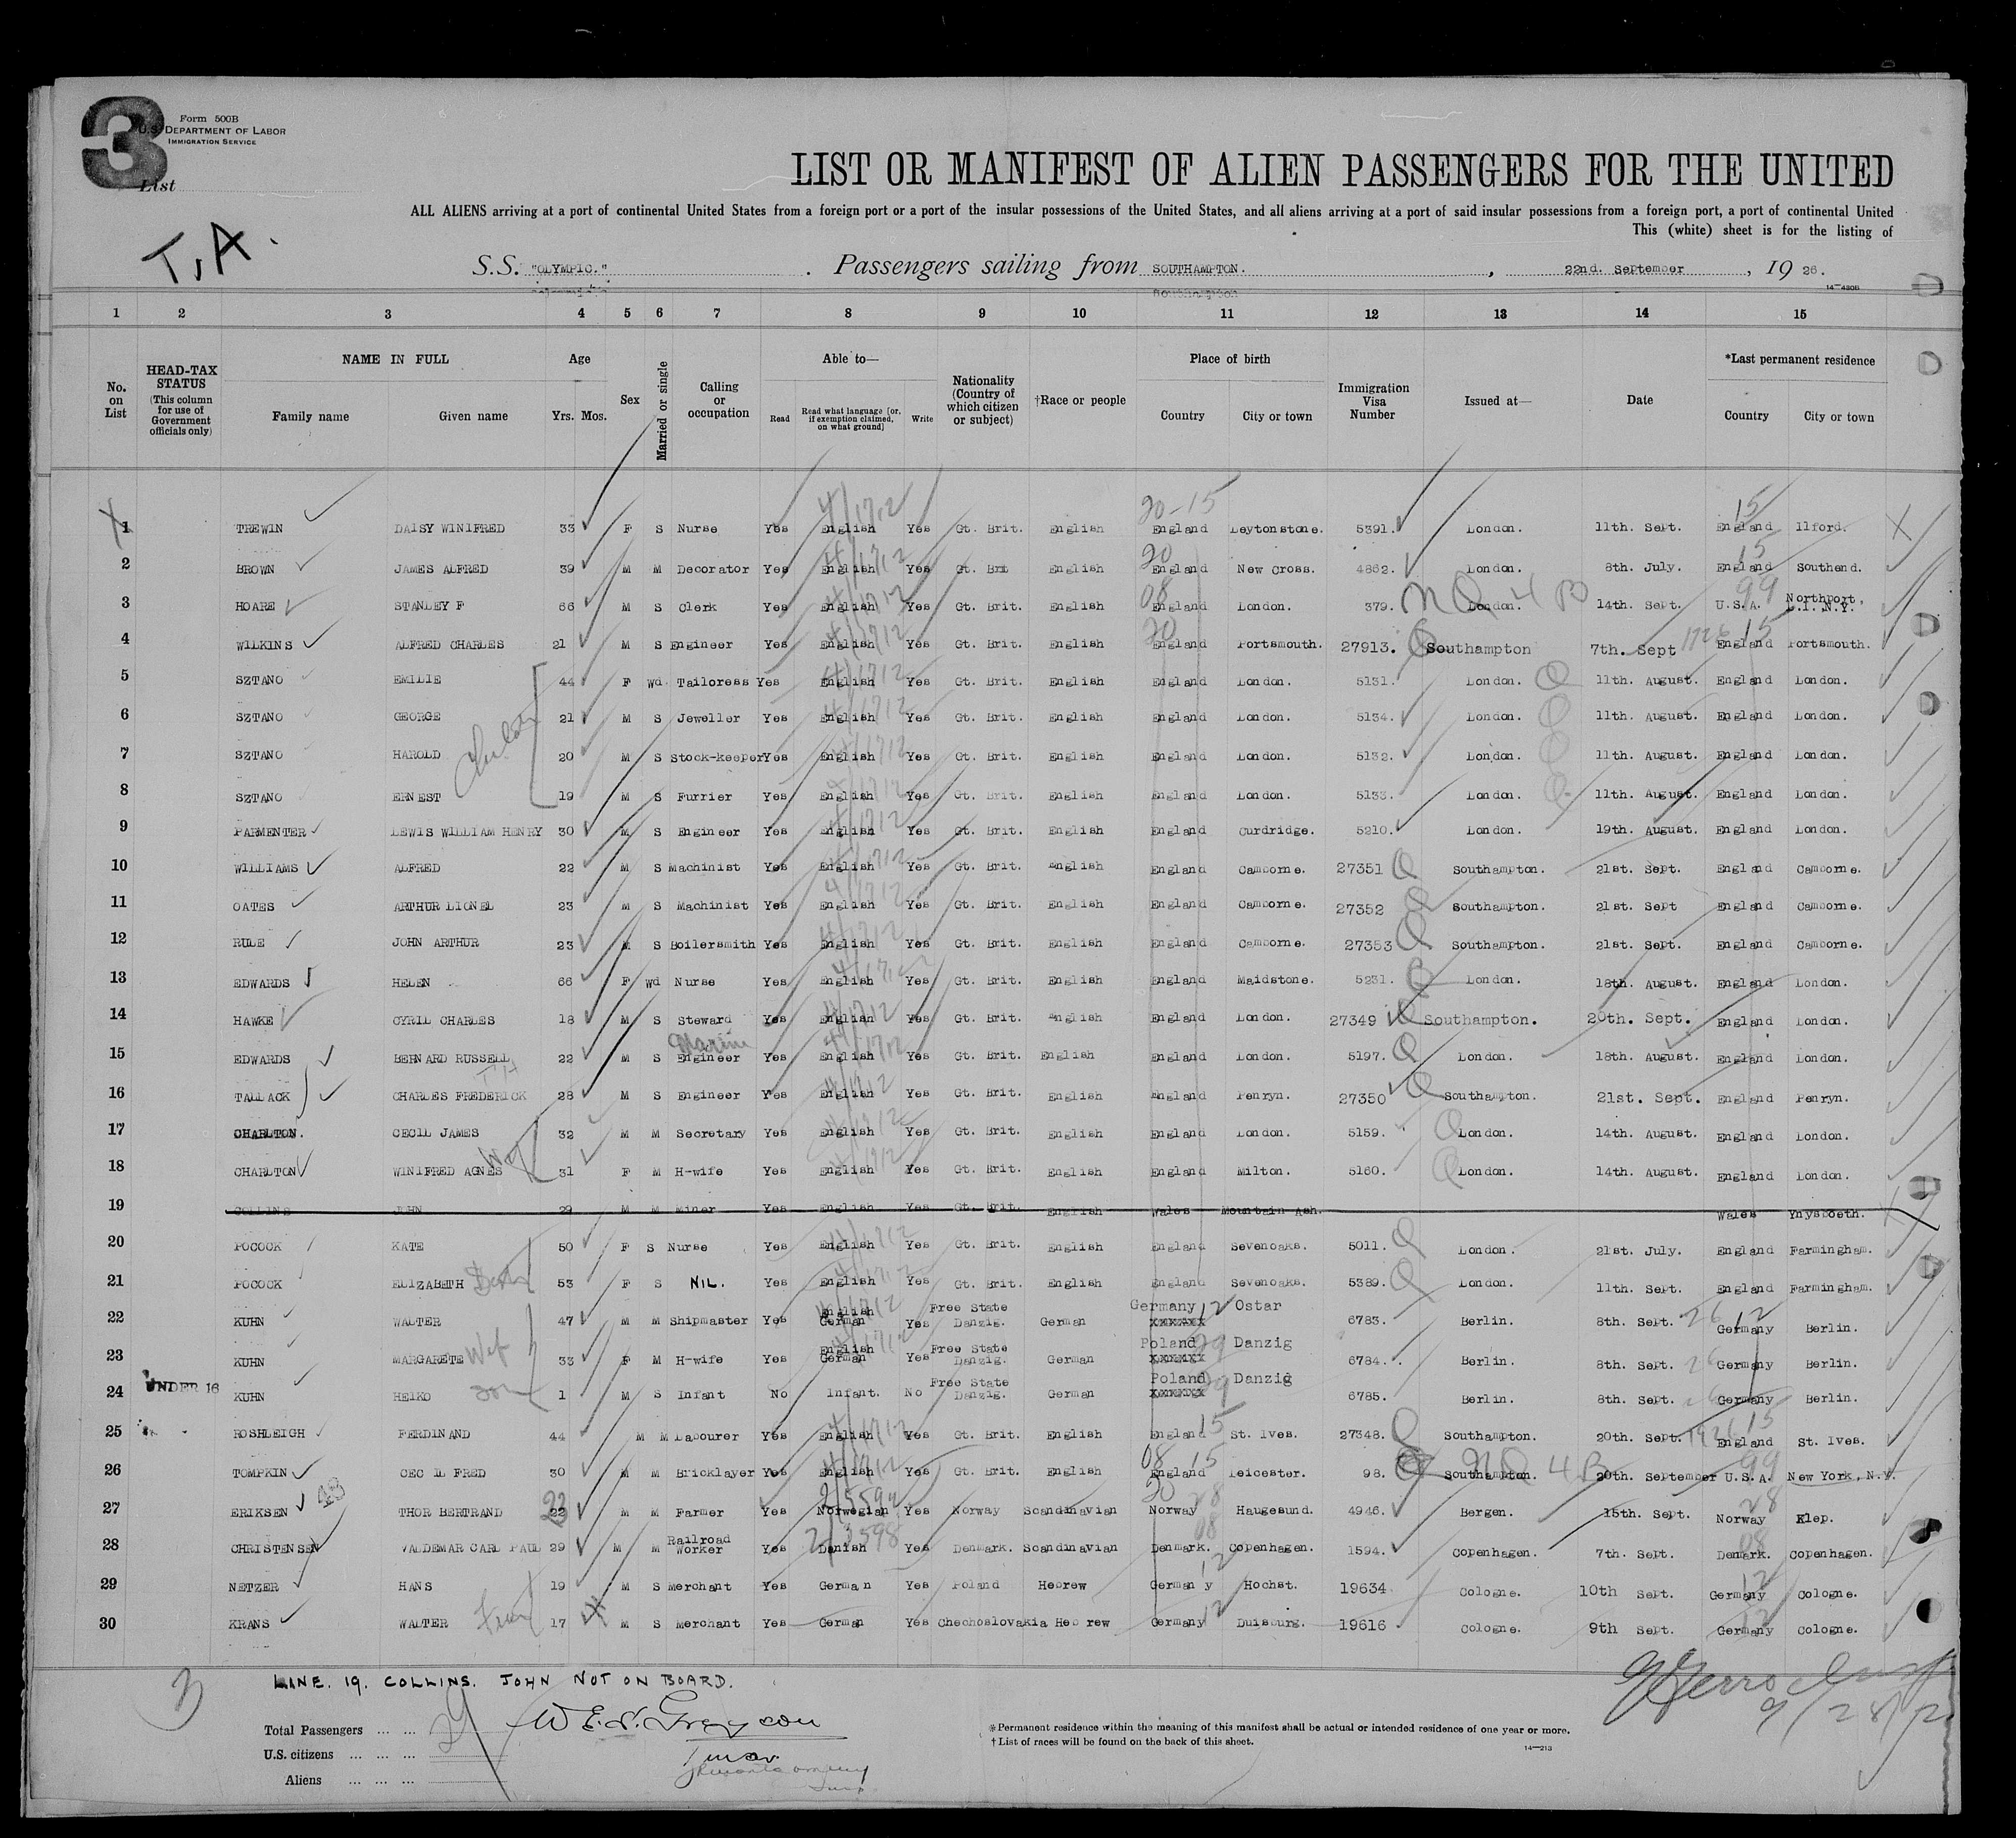 3
Form 500B
U.S. DEPARTMENT OF LABOR
IMMIGRATION SERVICE
List
T.A.
LIST OR MANIFEST OF ALIEN PASSENGERS FOR THE UNITED
ALL ALIENS arriving at a port of continental United States from a foreign port or a port of the insular possessions of the United States, and all aliens arriving at a port of said insular possessions from a foreign port, a port of continental United
This (white) sheet is for the listing of
S.S. "OLYMPIC." Passengers sailing from SOUTHAMPTON. , 22nd. September , 19 26.
14—430B
1 2 3 4 5 6 7 8 9 10 11 12 13 14 15
No. on List
HEAD-TAX STATUS (This column for use of Government officials only)
NAME IN FULL Family name Given name
Age Yrs. Mos.
Sex
Married or single
Calling or occupation
Able to— Read Read what language [or, if exemption claimed, on what ground] Write
Nationality (Country of which citizen or subject)
†Race or people
Place of birth Country City or town
Immigration Visa Number
Issued at—
Date
*Last permanent residence Country City or town
1 TREWIN DAISY WINIFRED 33 F S Nurse Yes English Yes Gt. Brit. English England Leytonstone. 5391. London. 11th. Sept. England Ilford.
2 BROWN JAMES ALFRED 39 M M Decorator Yes English Yes Gt. Brit English England New Cross. 4862. London. 8th. July. England Southend.
3 HOARE STANLEY F 66 M S Clerk Yes English Yes Gt. Brit. English England London. 379. London. NQ 4 B 14th. Sept. U.S.A. Northport, L.I. N.Y.
4 WILKINS ALFRED CHARLES 21 M S Engineer Yes English Yes Gt. Brit. English England Portsmouth. 27913. Southampton 7th. Sept England Portsmouth.
5 SZTANO EMILIE 44 F Wd Tailoress Yes English Yes Gt. Brit. English England London. 5131. London. 11th. August. England London.
6 SZTANO GEORGE 21 M S Jeweller Yes English Yes Gt. Brit. English England London. 5134. London. 11th. August. England London.
7 SZTANO HAROLD 20 M S Stock-keeper Yes English Yes Gt. Brit. English England London. 5132. London. 11th. August. England London.
8 SZTANO ERNEST 19 M S Furrier Yes English Yes Gt. Brit. English England London. 5133. London. 11th. August. England London.
9 PARMENTER LEWIS WILLIAM HENRY 30 M S Engineer Yes English Yes Gt. Brit. English England Curdridge. 5210. London. 19th. August. England London.
10 WILLIAMS ALFRED 22 M S Machinist Yes English Yes Gt. Brit. English England Camborne. 27351 Southampton. 21st. Sept. England Camborne.
11 OATES ARTHUR LIONEL 23 M S Machinist Yes English Yes Gt. Brit. English England Camborne. 27352 Southampton. 21st. Sept England Camborne.
12 RULE JOHN ARTHUR 23 M S Boilersmith Yes English Yes Gt. Brit. English England Camborne. 27353 Southampton. 21st. Sept. England Camborne.
13 EDWARDS HELEN 66 F Wd Nurse Yes English Yes Gt. Brit. English England Maidstone. 5231. London. 18th. August. England London.
14 HAWKE CYRIL CHARLES 18 M S Steward Yes English Yes Gt. Brit. English England London. 27349 Southampton. 20th. Sept. England London.
15 EDWARDS BERNARD RUSSELL 22 M S Marine Engineer Yes English Yes Gt. Brit. English England London. 5197. London. 18th. August. England London.
16 TALLACK CHARLES FREDERICK 28 M S Engineer Yes English Yes Gt. Brit. English England Penryn. 27350 Southampton. 21st. Sept. England Penryn.
17 CHARLTON. CECIL JAMES 32 M M Secretary Yes English Yes Gt. Brit. English England London. 5159. London. 14th. August. England London.
18 CHARLTON WINIFRED AGNES 31 F M H-wife Yes English Yes Gt. Brit. English England Milton. 5160. London. 14th. August. England London.
19 COLLINS JOHN 29 M M Miner Yes English Yes Gt. Brit. English Wales Mountain Ash. Wales Ynysboeth.
20 POCOCK KATE 50 F S Nurse Yes English Yes Gt. Brit. English England Sevenoaks. 5011. London. 21st. July. England Farmingham.
21 POCOCK ELIZABETH 53 F S NIL. Yes English Yes Gt. Brit. English England Sevenoaks. 5389. London. 11th. Sept. England Farmingham.
22 KUHN WALTER 47 M M Shipmaster Yes English German Yes Free State Danzig. German Germany xxxxxx Ostar 6783. Berlin. 8th. Sept. Germany Berlin.
23 KUHN MARGARETE Wife 33 F M H-wife Yes English German Yes Free State Danzig. German Poland xxxxxx Danzig 6784. Berlin. 8th. Sept. Germany Berlin.
24 UNDER 16 KUHN HEIKO son 1 M S Infant No Infant. No Free State Danzig. German Poland xxxxxx Danzig 6785. Berlin. 8th. Sept. Germany Berlin.
25 ROSHLEIGH FERDINAND 44 M M Labourer Yes English Yes Gt. Brit. English England St. Ives. 27348. Southampton. 20th. Sept. England St. Ives.
26 TOMPKIN CECIL FRED 30 M M Bricklayer Yes English Yes Gt. Brit. English England Leicester. 98. Southampton. NQ 4 B 20th. September U.S.A. New York, N.Y.
27 ERIKSEN THOR BERTRAND 22 M M Farmer Yes Norwegian Yes Norway Scandinavian Norway Haugesund. 4946. Bergen. 15th. Sept. Norway Klep.
28 CHRISTENSEN VALDEMAR CARL PAUL 29 M M Railroad Worker Yes Danish Yes Denmark. Scandinavian Denmark. Copenhagen. 1594. Copenhagen. 7th. Sept. Denmark. Copenhagen.
29 NETZER HANS 19 M S Merchant Yes German Yes Poland Hebrew Germany Hochst. 19634 Cologne. 10th Sept. Germany Cologne.
30 KRANS WALTER 17 M S Merchant Yes German Yes Chechoslovakia Hebrew Germany Duisburg. 19616 Cologne. 9th Sept. Germany Cologne.
LINE. 19. COLLINS. JOHN NOT ON BOARD.
Total Passengers ... ...
U.S. citizens ... ... ...
Aliens ... ... ...
*Permanent residence within the meaning of this manifest shall be actual or intended residence of one year or more.
†List of races will be found on the back of this sheet.
14—213